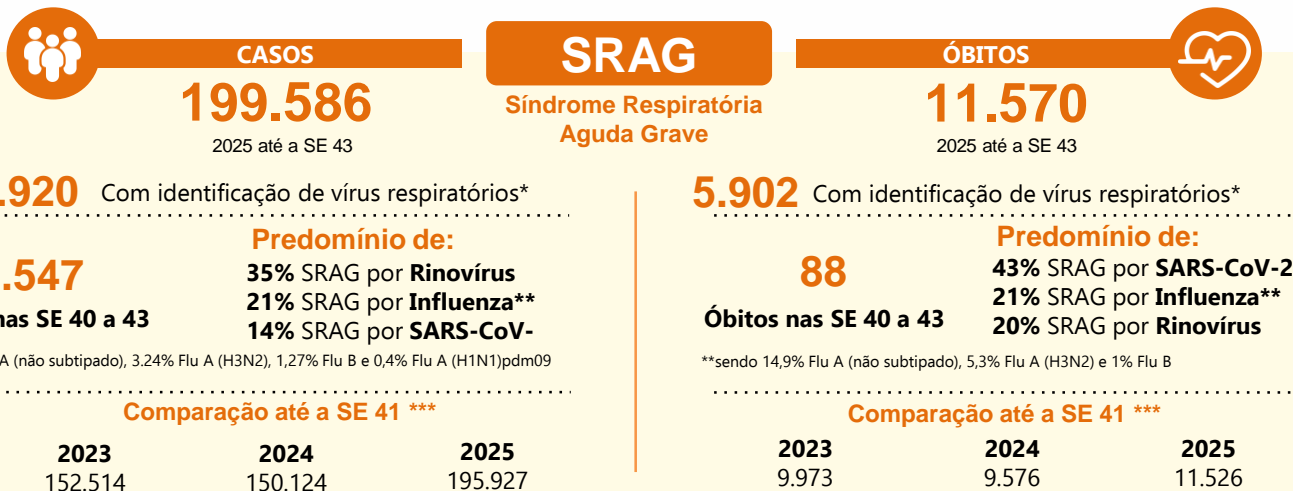 CASOS
199.586
2025 até a SE 43
SRAG
Síndrome Respiratória
Aguda Grave
ÓBITOS
11.570
2025 até a SE 43
.920 Com identificação de vírus respiratórios*
Predomínio de:
.547
nas SE 40 a 43
35% SRAG por Rinovírus
21% SRAG por Influenza**
14% SRAG por SARS-CoV-
A (não subtipado), 3.24% Flu A (H3N2), 1,27% Flu B e 0,4% Flu A (H1N1)pdm09
Comparação até a SE 41 ***
2023 2024 2025
152.514 150.124 195.927
5.902 Com identificação de vírus respiratórios*
Predomínio de:
88
Óbitos nas SE 40 a 43
43% SRAG por SARS-CoV-2
21% SRAG por Influenza**
20% SRAG por Rinovírus
**sendo 14,9% Flu A (não subtipado), 5,3% Flu A (H3N2) e 1% Flu B
Comparação até a SE 41 ***
2023 2024 2025
9.973 9.576 11.526